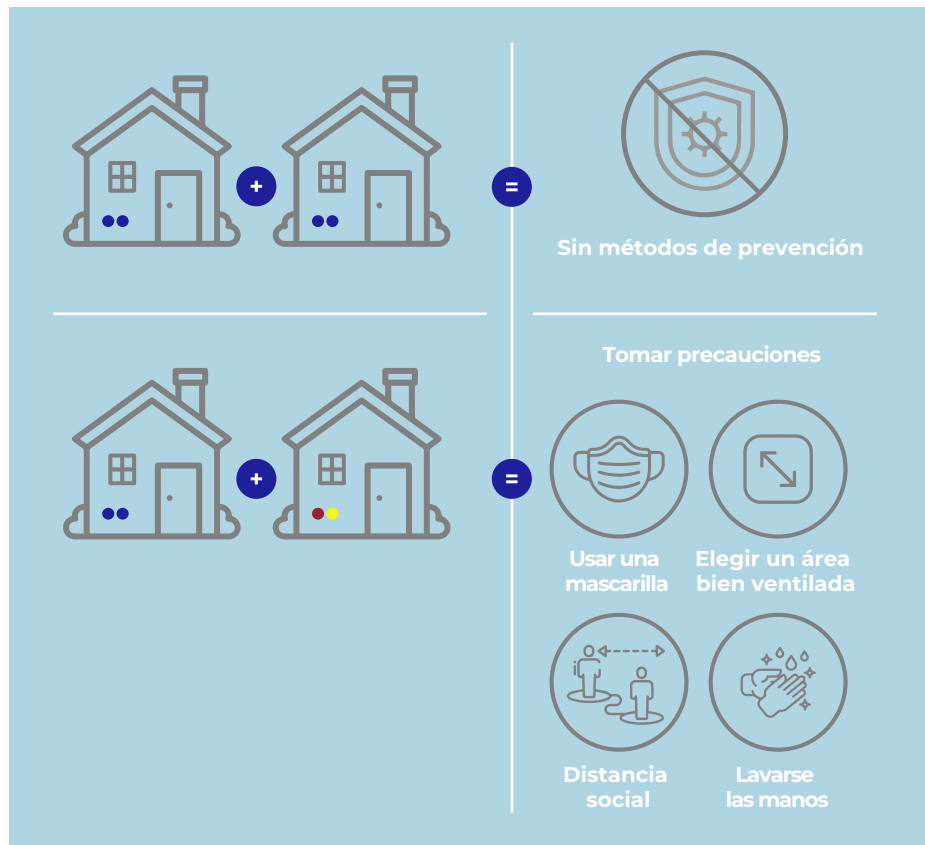 +
=
Sin métodos de prevención
Tomar precauciones
+
=
Usar una
mascarilla
Elegir un área
bien ventilada
Distancia
social
Lavarse
las manos